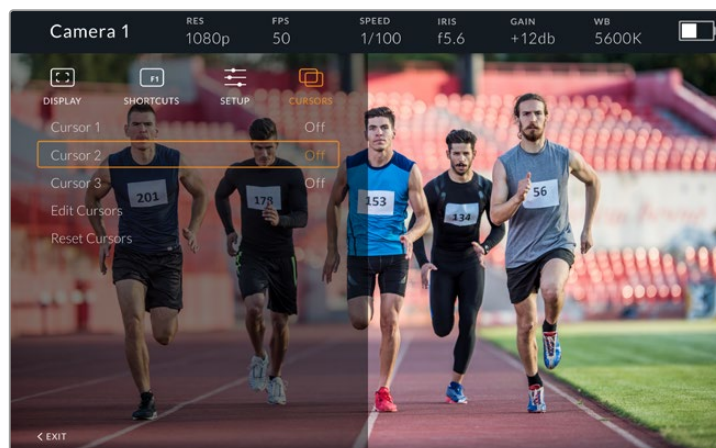 Camera 1
RES
1080p
FPS
50
SPEED
1/100
IRIS
f5.6
GAIN
+12db
WB
5600K
F1
DISPLAY
SHORTCUTS
SETUP
CURSORS
Cursor 1 Off
Cursor 2 Off
Cursor 3 Off
Edit Cursors
Reset Cursors
201
178
153
134
56
< EXIT